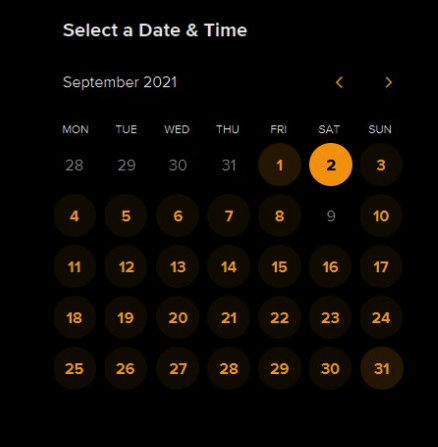 Select a Date & Time
September 2021
MON TUE WED THU FRI SAT SUN
28 29 30 31 1 2 3
4 5 6 7 8 9 10
11 12 13 14 15 16 17
18 19 20 21 22 23 24
25 26 27 28 29 30 31